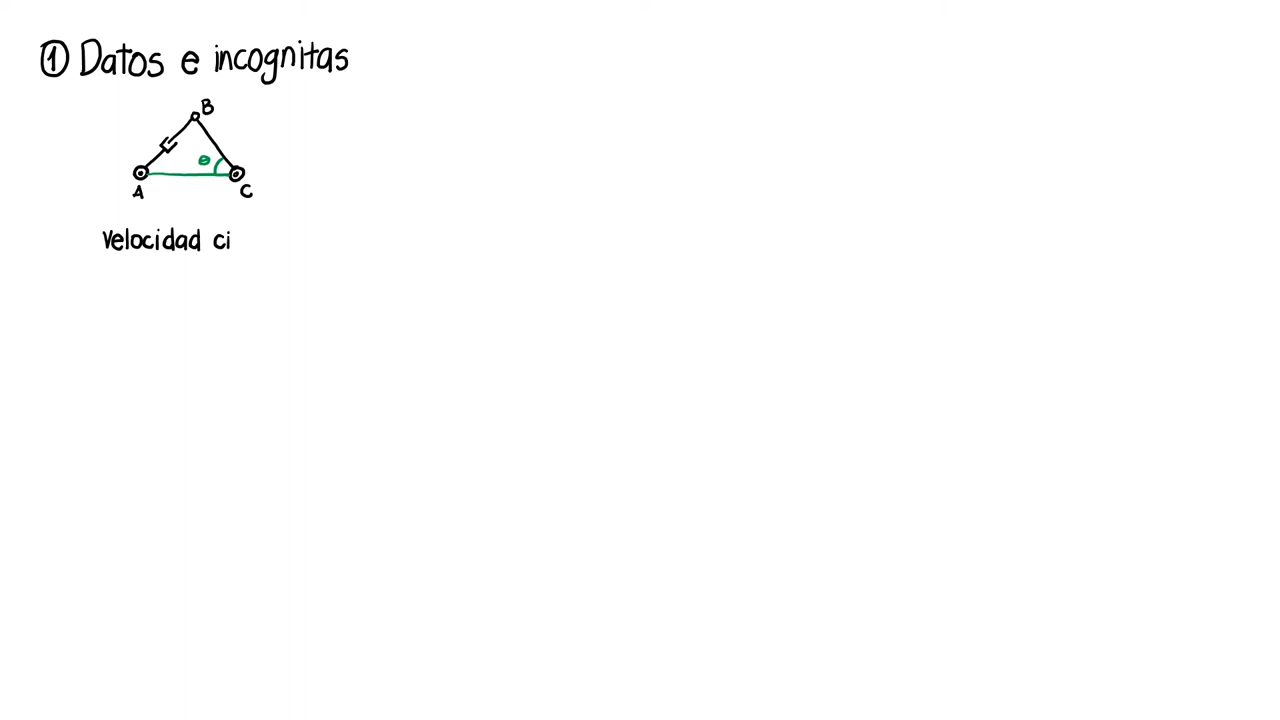 ① Datos e incognitas
B
θ
A C
Velocidad ci